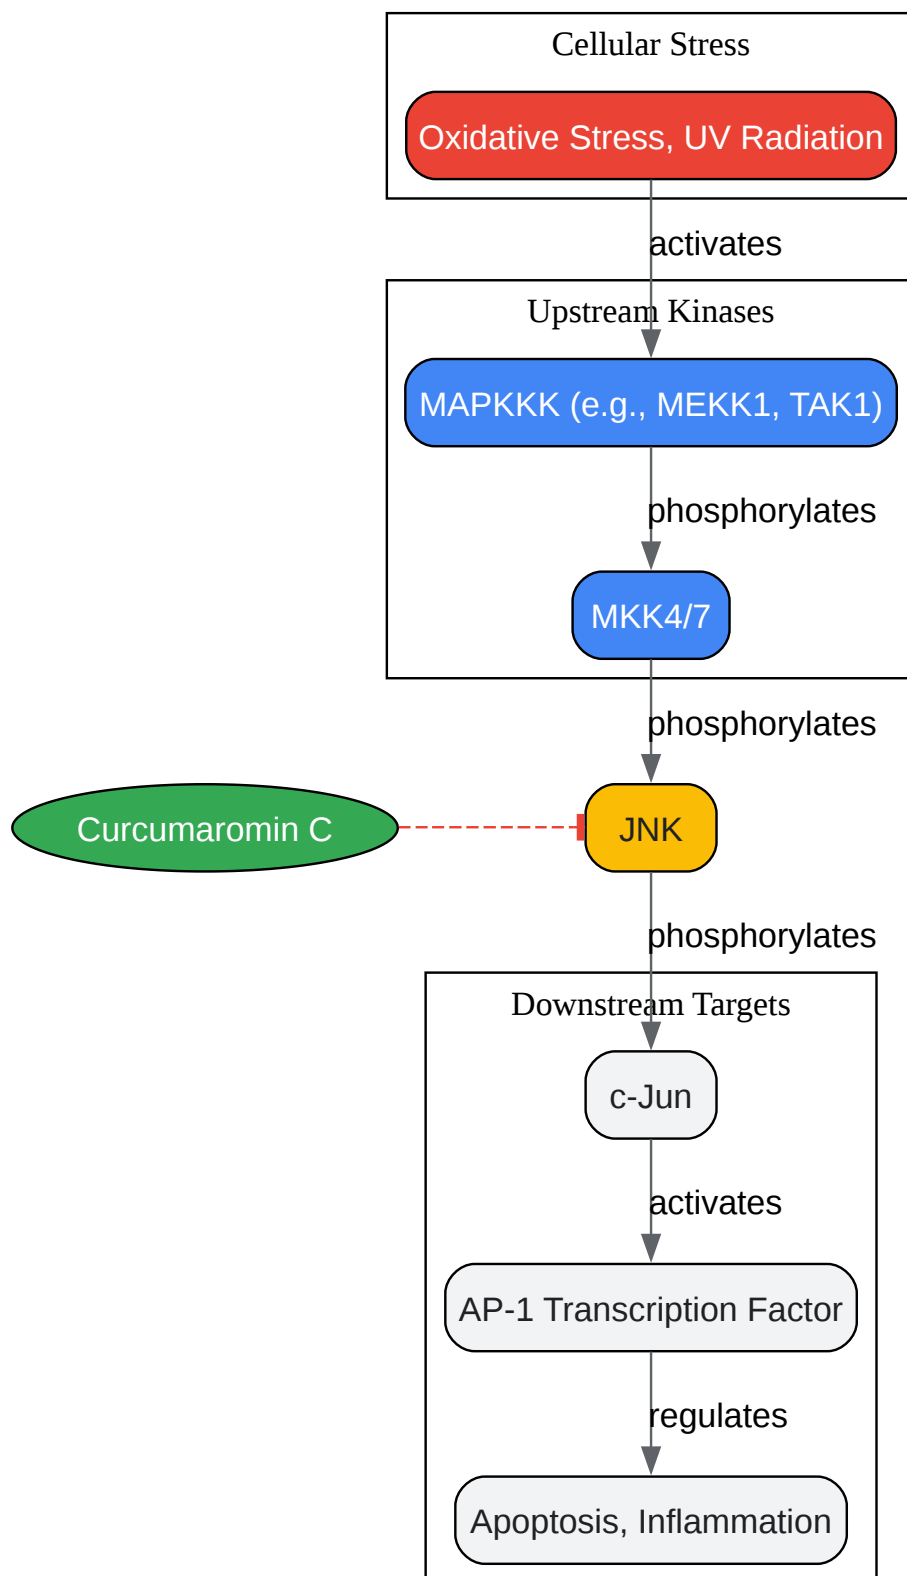 Cellular Stress
Oxidative Stress, UV Radiation
activates
Upstream Kinases
MAPKKK (e.g., MEKK1, TAK1)
phosphorylates
MKK4/7
phosphorylates
Curcumaromin C
JNK
phosphorylates
Downstream Targets
c-Jun
activates
AP-1 Transcription Factor
regulates
Apoptosis, Inflammation